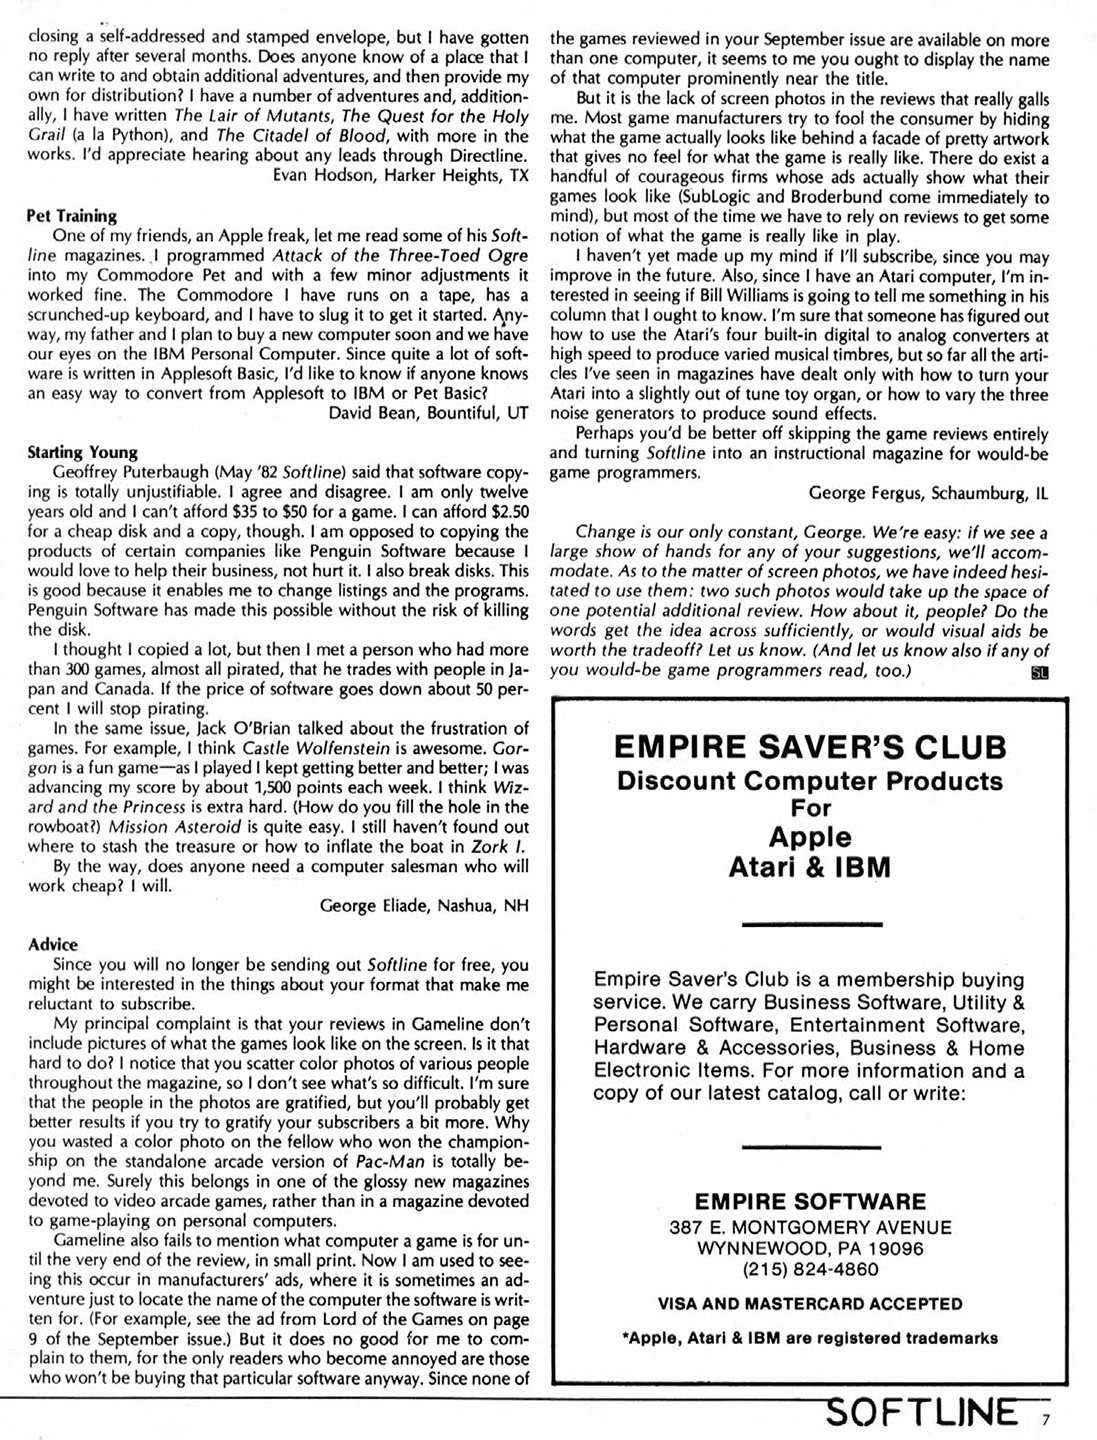 closing a self-addressed and stamped envelope, but I have gotten
no reply after several months. Does anyone know of a place that I
can write to and obtain additional adventures, and then provide my
own for distribution? I have a number of adventures and, addition-
ally, I have written The Lair of Mutants, The Quest for the Holy
Grail (a la Python), and The Citadel of Blood, with more in the
works. I'd appreciate hearing about any leads through Directline.
Evan Hodson, Harker Heights, TX
Pet Training
One of my friends, an Apple freak, let me read some of his Soft-
line magazines. I programmed Attack of the Three-Toed Ogre
into my Commodore Pet and with a few minor adjustments it
worked fine. The Commodore I have runs on a tape, has a
scrunched-up keyboard, and I have to slug it to get it started. Any-
way, my father and I plan to buy a new computer soon and we have
our eyes on the IBM Personal Computer. Since quite a lot of soft-
ware is written in Applesoft Basic, I'd like to know if anyone knows
an easy way to convert from Applesoft to IBM or Pet Basic?
David Bean, Bountiful, UT
Starting Young
Geoffrey Puterbaugh (May '82 Softline) said that software copy-
ing is totally unjustifiable. I agree and disagree. I am only twelve
years old and I can't afford $35 to $50 for a game. I can afford $2.50
for a cheap disk and a copy, though. I am opposed to copying the
products of certain companies like Penguin Software because I
would love to help their business, not hurt it. I also break disks. This
is good because it enables me to change listings and the programs.
Penguin Software has made this possible without the risk of killing
the disk.
I thought I copied a lot, but then I met a person who had more
than 300 games, almost all pirated, that he trades with people in Ja-
pan and Canada. If the price of software goes down about 50 per-
cent I will stop pirating.
In the same issue, Jack O'Brian talked about the frustration of
games. For example, I think Castle Wolfenstein is awesome. Gor-
gon is a fun game—as I played I kept getting better and better; I was
advancing my score by about 1,500 points each week. I think Wiz-
ard and the Princess is extra hard. (How do you fill the hole in the
rowboat?) Mission Asteroid is quite easy. I still haven't found out
where to stash the treasure or how to inflate the boat in Zork I.
By the way, does anyone need a computer salesman who will
work cheap? I will.
George Eliade, Nashua, NH
Advice
Since you will no longer be sending out Softline for free, you
might be interested in the things about your format that make me
reluctant to subscribe.
My principal complaint is that your reviews in Gameline don't
include pictures of what the games look like on the screen. Is it that
hard to do? I notice that you scatter color photos of various people
throughout the magazine, so I don't see what's so difficult. I'm sure
that the people in the photos are gratified, but you'll probably get
better results if you try to gratify your subscribers a bit more. Why
you wasted a color photo on the fellow who won the champion-
ship on the standalone arcade version of Pac-Man is totally be-
yond me. Surely this belongs in one of the glossy new magazines
devoted to video arcade games, rather than in a magazine devoted
to game-playing on personal computers.
Gameline also fails to mention what computer a game is for un-
til the very end of the review, in small print. Now I am used to see-
ing this occur in manufacturers' ads, where it is sometimes an ad-
venture just to locate the name of the computer the software is writ-
ten for. (For example, see the ad from Lord of the Games on page
9 of the September issue.) But it does no good for me to com-
plain to them, for the only readers who become annoyed are those
who won't be buying that particular software anyway. Since none of
the games reviewed in your September issue are available on more
than one computer, it seems to me you ought to display the name
of that computer prominently near the title.
But it is the lack of screen photos in the reviews that really galls
me. Most game manufacturers try to fool the consumer by hiding
what the game actually looks like behind a facade of pretty artwork
that gives no feel for what the game is really like. There do exist a
handful of courageous firms whose ads actually show what their
games look like (SubLogic and Broderbund come immediately to
mind), but most of the time we have to rely on reviews to get some
notion of what the game is really like in play.
I haven't yet made up my mind if I'll subscribe, since you may
improve in the future. Also, since I have an Atari computer, I'm in-
terested in seeing if Bill Williams is going to tell me something in his
column that I ought to know. I'm sure that someone has figured out
how to use the Atari's four built-in digital to analog converters at
high speed to produce varied musical timbres, but so far all the arti-
cles I've seen in magazines have dealt only with how to turn your
Atari into a slightly out of tune toy organ, or how to vary the three
noise generators to produce sound effects.
Perhaps you'd be better off skipping the game reviews entirely
and turning Softline into an instructional magazine for would-be
game programmers.
George Fergus, Schaumburg, IL
Change is our only constant, George. We're easy: if we see a
large show of hands for any of your suggestions, we'll accom-
modate. As to the matter of screen photos, we have indeed hesi-
tated to use them: two such photos would take up the space of
one potential additional review. How about it, people? Do the
words get the idea across sufficiently, or would visual aids be
worth the tradeoff? Let us know. (And let us know also if any of
you would-be game programmers read, too.) SL
EMPIRE SAVER'S CLUB
Discount Computer Products
For
Apple
Atari & IBM
Empire Saver's Club is a membership buying
service. We carry Business Software, Utility &
Personal Software, Entertainment Software,
Hardware & Accessories, Business & Home
Electronic Items. For more information and a
copy of our latest catalog, call or write:
EMPIRE SOFTWARE
387 E. MONTGOMERY AVENUE
WYNNEWOOD, PA 19096
(215) 824-4860
VISA AND MASTERCARD ACCEPTED
*Apple, Atari & IBM are registered trademarks
SOFTLINE 7